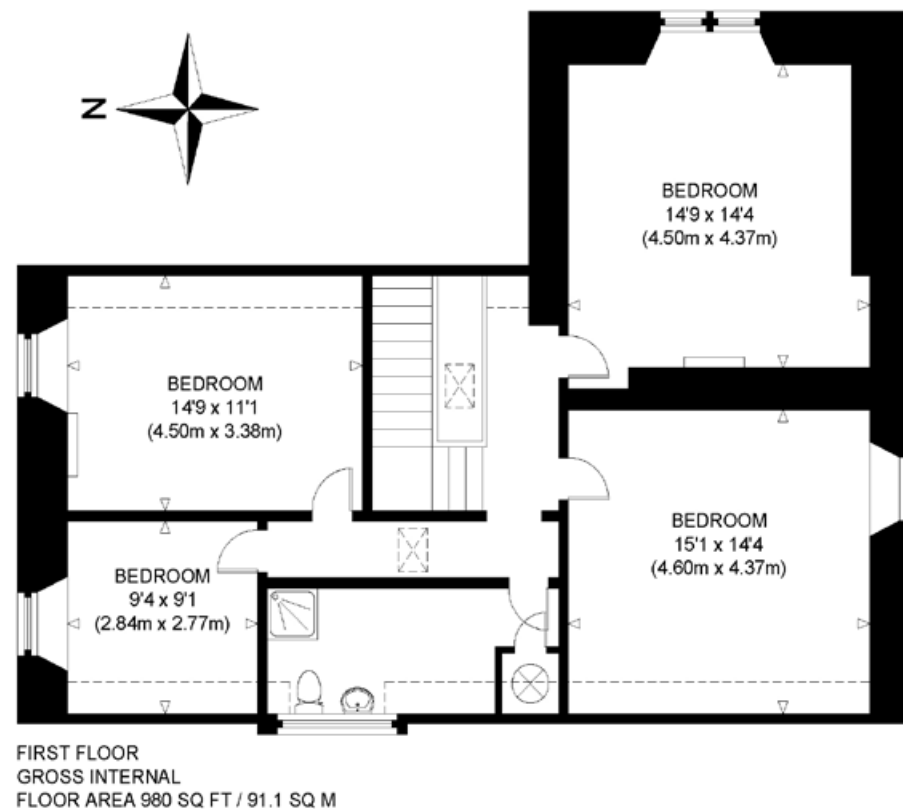 N
BEDROOM
14'9 x 14'4
(4.50m x 4.37m)
BEDROOM
14'9 x 11'1
(4.50m x 3.38m)
BEDROOM
15'1 x 14'4
(4.60m x 4.37m)
BEDROOM
9'4 x 9'1
(2.84m x 2.77m)
FIRST FLOOR
GROSS INTERNAL
FLOOR AREA 980 SQ FT / 91.1 SQ M